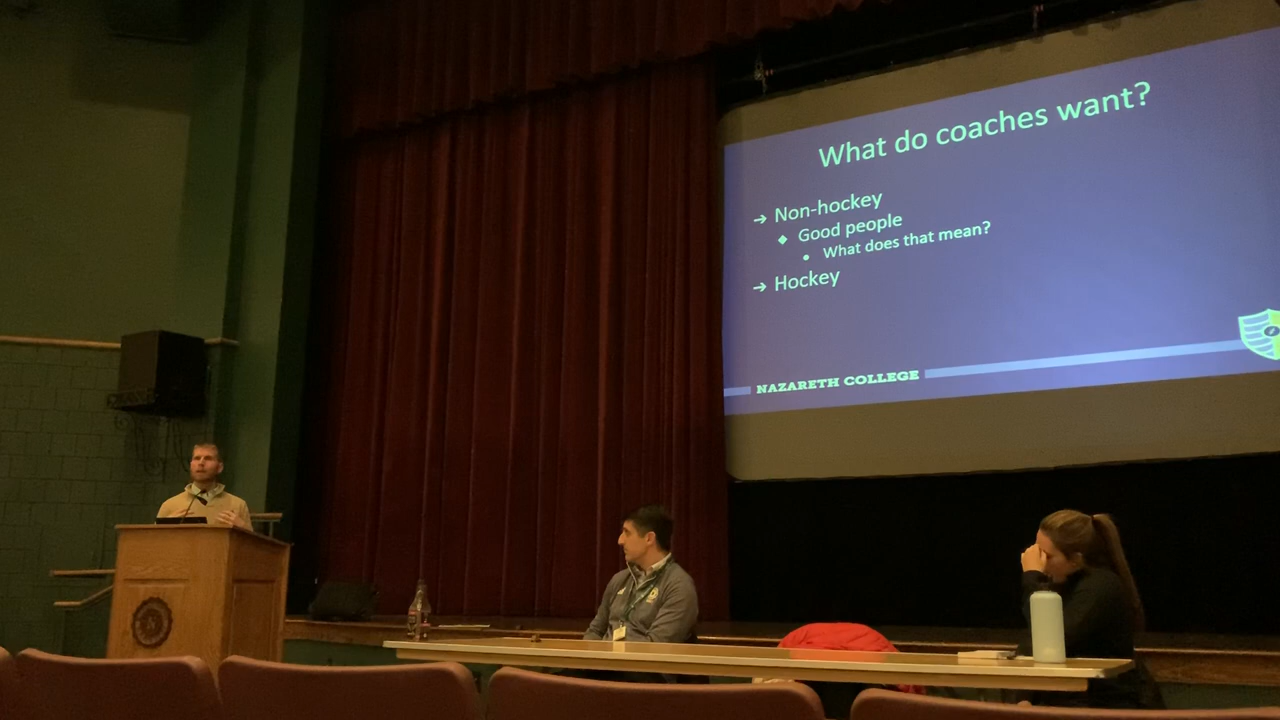 What do coaches want?
➔ Non-hockey
◆ Good people
• What does that mean?
➔ Hockey
NAZARETH COLLEGE
N